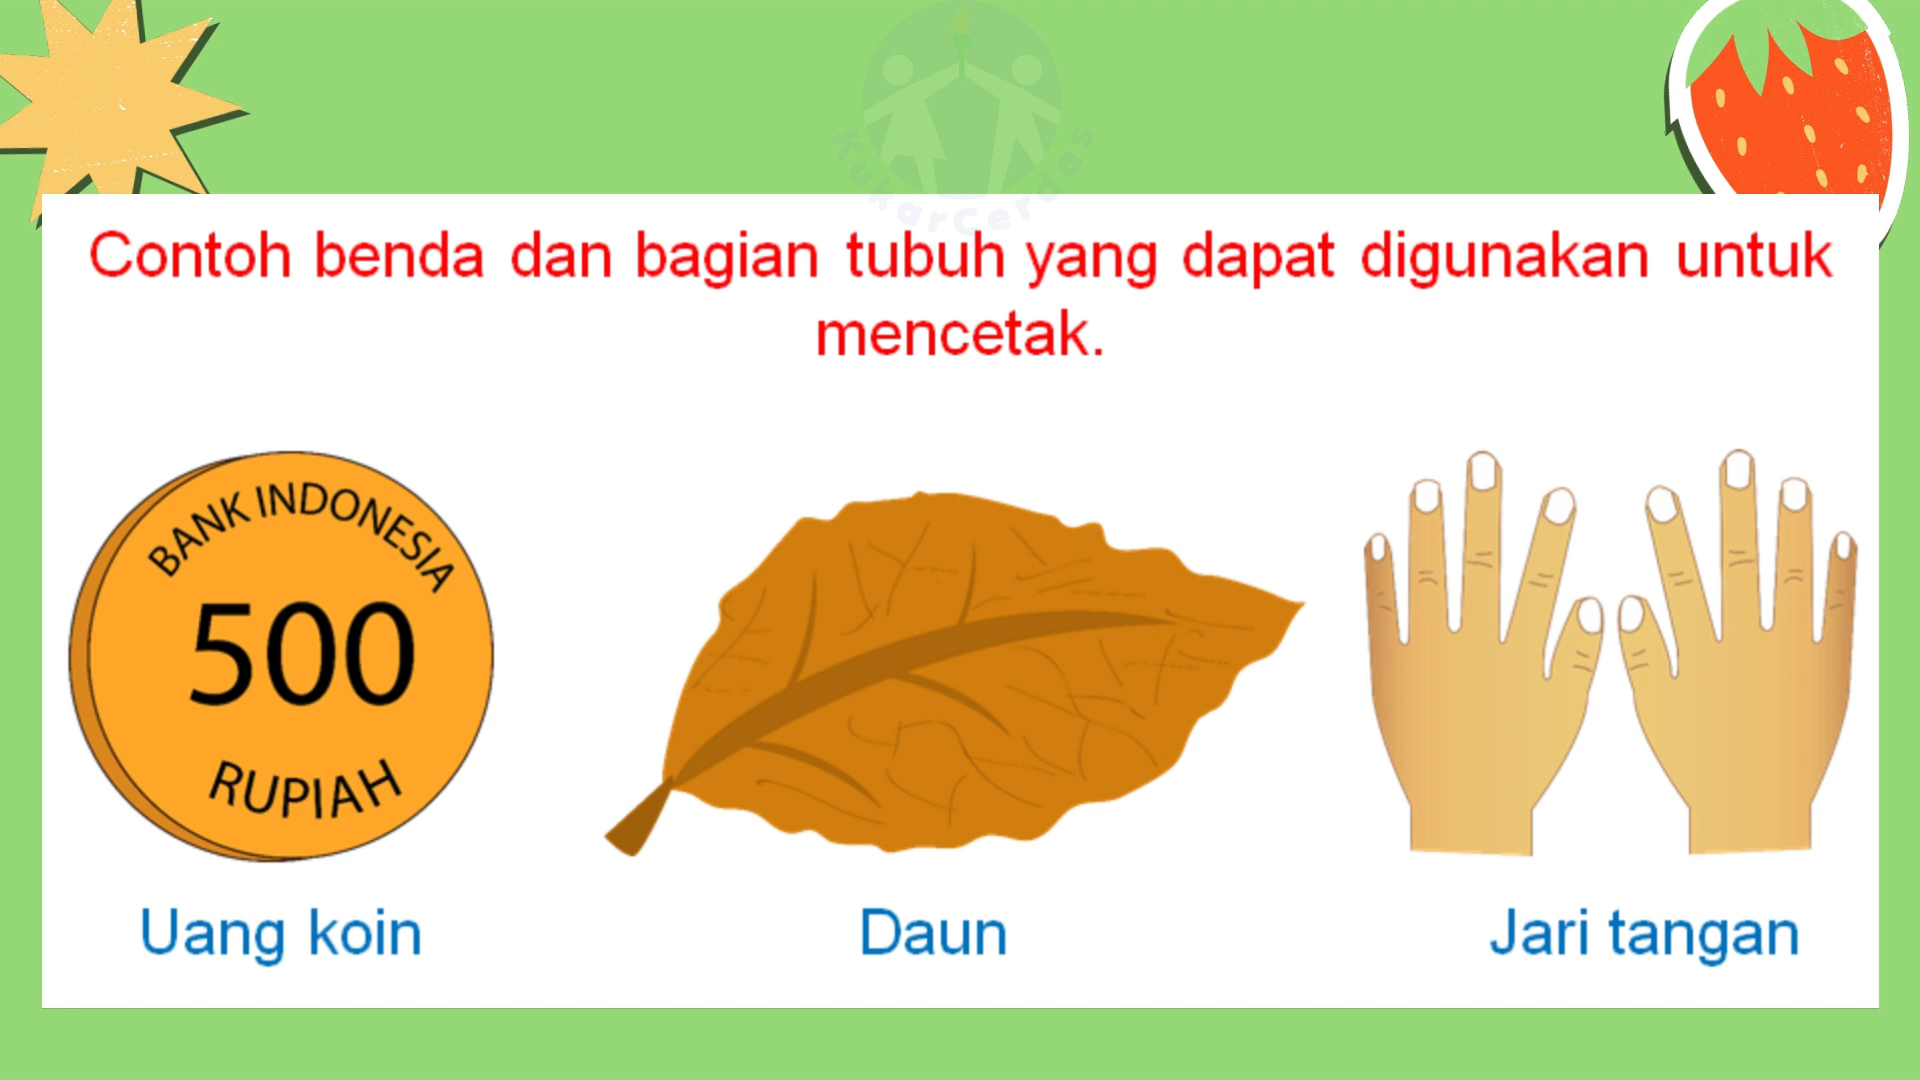 KukarCerdas
Contoh benda dan bagian tubuh yang dapat digunakan untuk
mencetak.
BANK INDONESIA
500
RUPIAH
Uang koin
Daun
Jari tangan